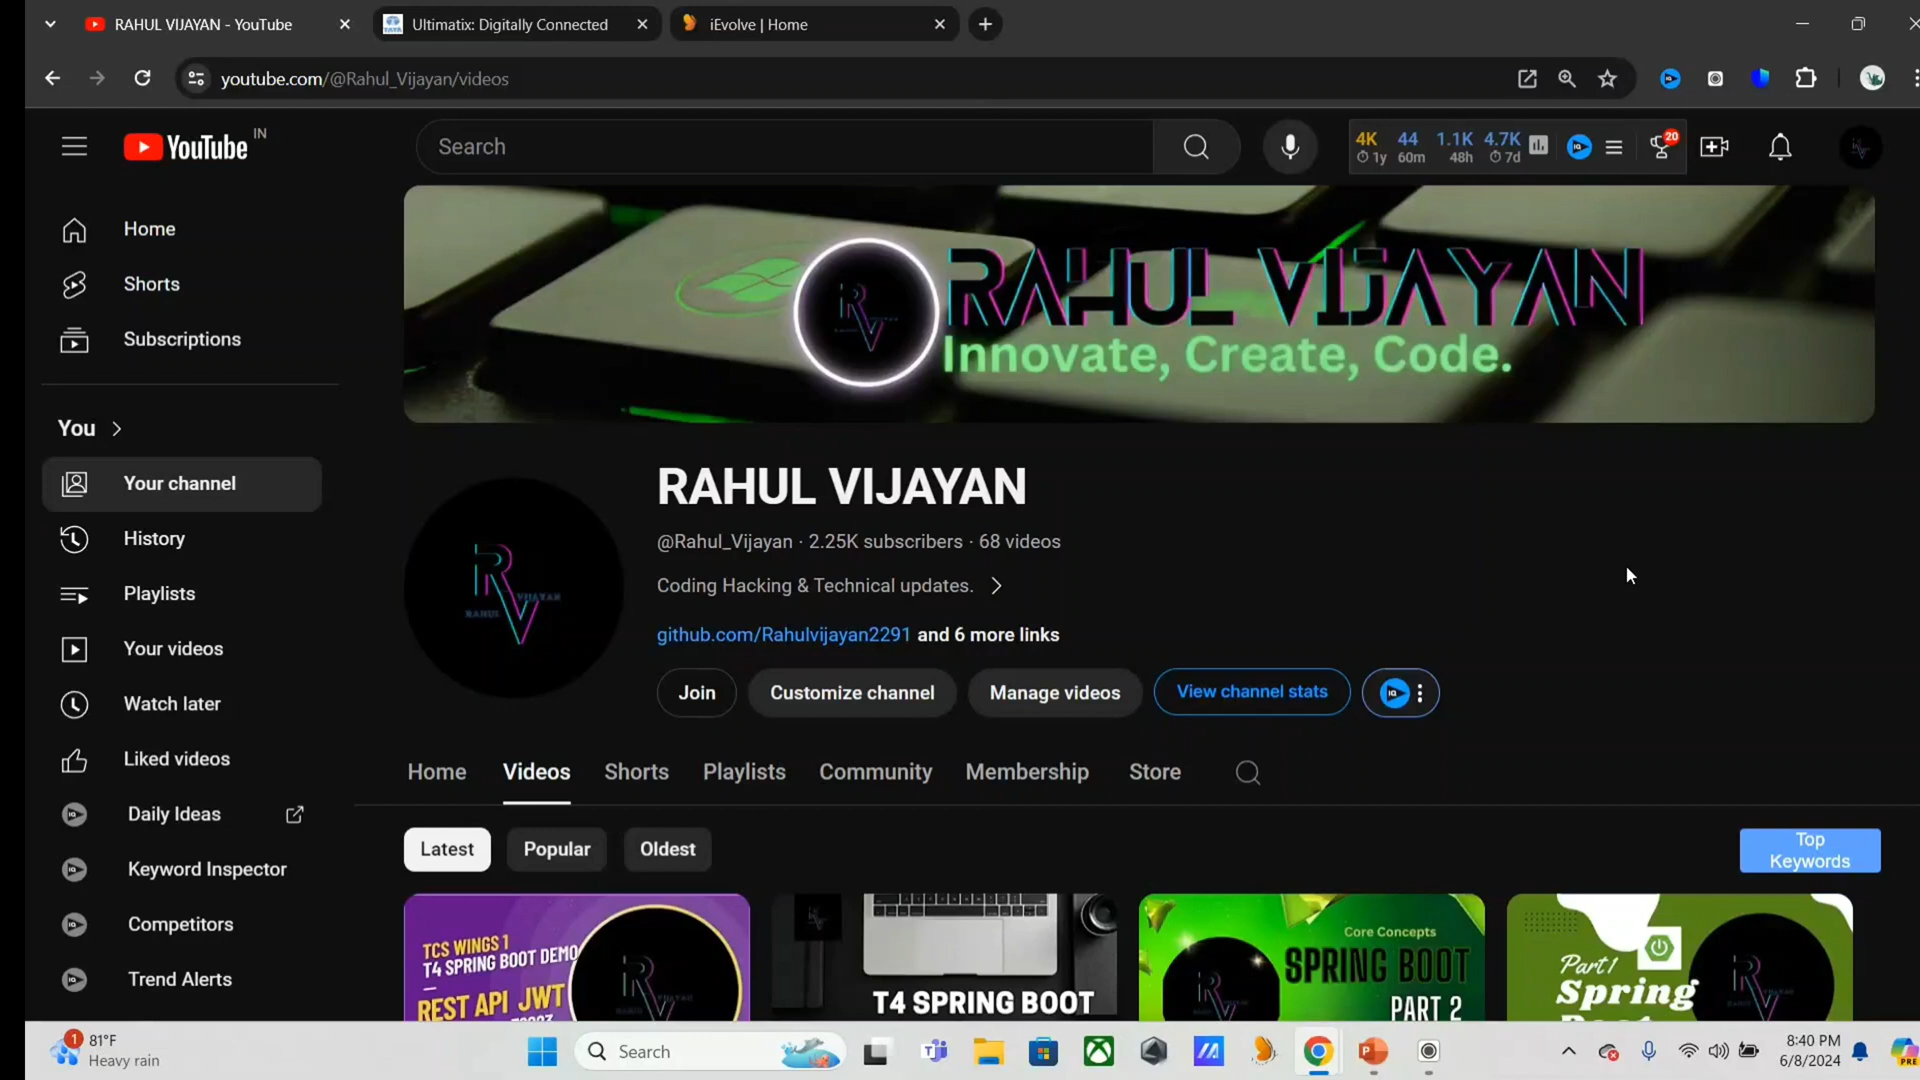 RAHUL VIJAYAN - YouTube
Ultimatix: Digitally Connected
iEvolve | Home
youtube.com/@Rahul_Vijayan/videos
YouTube IN
Search
4K 44 1.1K 4.7K
1y 60m 48h 7d
20
Home
Shorts
Subscriptions
You
Your channel
History
Playlists
Your videos
Watch later
Liked videos
Daily Ideas
Keyword Inspector
Competitors
Trend Alerts
RAHUL VIJAYAN
Innovate, Create, Code.
RAHUL VIJAYAN
@Rahul_Vijayan · 2.25K subscribers · 68 videos
Coding Hacking & Technical updates.
github.com/Rahulvijayan2291 and 6 more links
Join
Customize channel
Manage videos
View channel stats
Home
Videos
Shorts
Playlists
Community
Membership
Store
Latest
Popular
Oldest
Top
Keywords
TCS WINGS 1
T4 SPRING BOOT DEMO
REST API JWT
T4 SPRING BOOT
Core Concepts
SPRING BOOT
PART 2
Part1
Spring
1
81°F
Heavy rain
Search
8:40 PM
6/8/2024